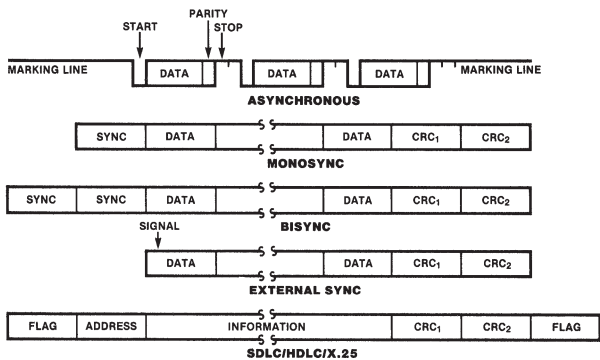 PARITY
START
STOP
MARKING LINE DATA DATA DATA MARKING LINE
ASYNCHRONOUS
SYNC DATA DATA CRC1 CRC2
MONOSYNC
SYNC SYNC DATA DATA CRC1 CRC2
BISYNC
SIGNAL
DATA DATA CRC1 CRC2
EXTERNAL SYNC
FLAG ADDRESS INFORMATION CRC1 CRC2 FLAG
SDLC/HDLC/X.25